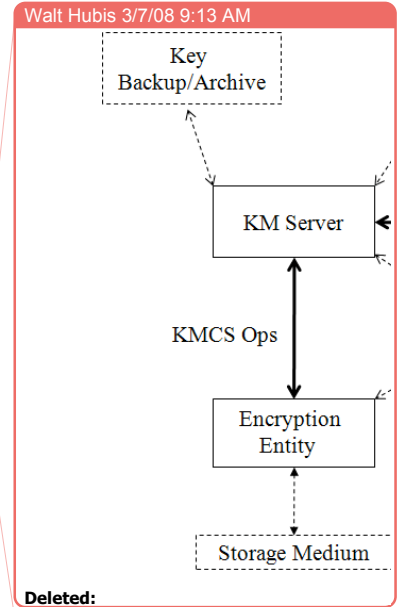 Walt Hubis 3/7/08 9:13 AM
Key
Backup/Archive
KM Server
KMCS Ops
Encryption
Entity
Storage Medium
Deleted: